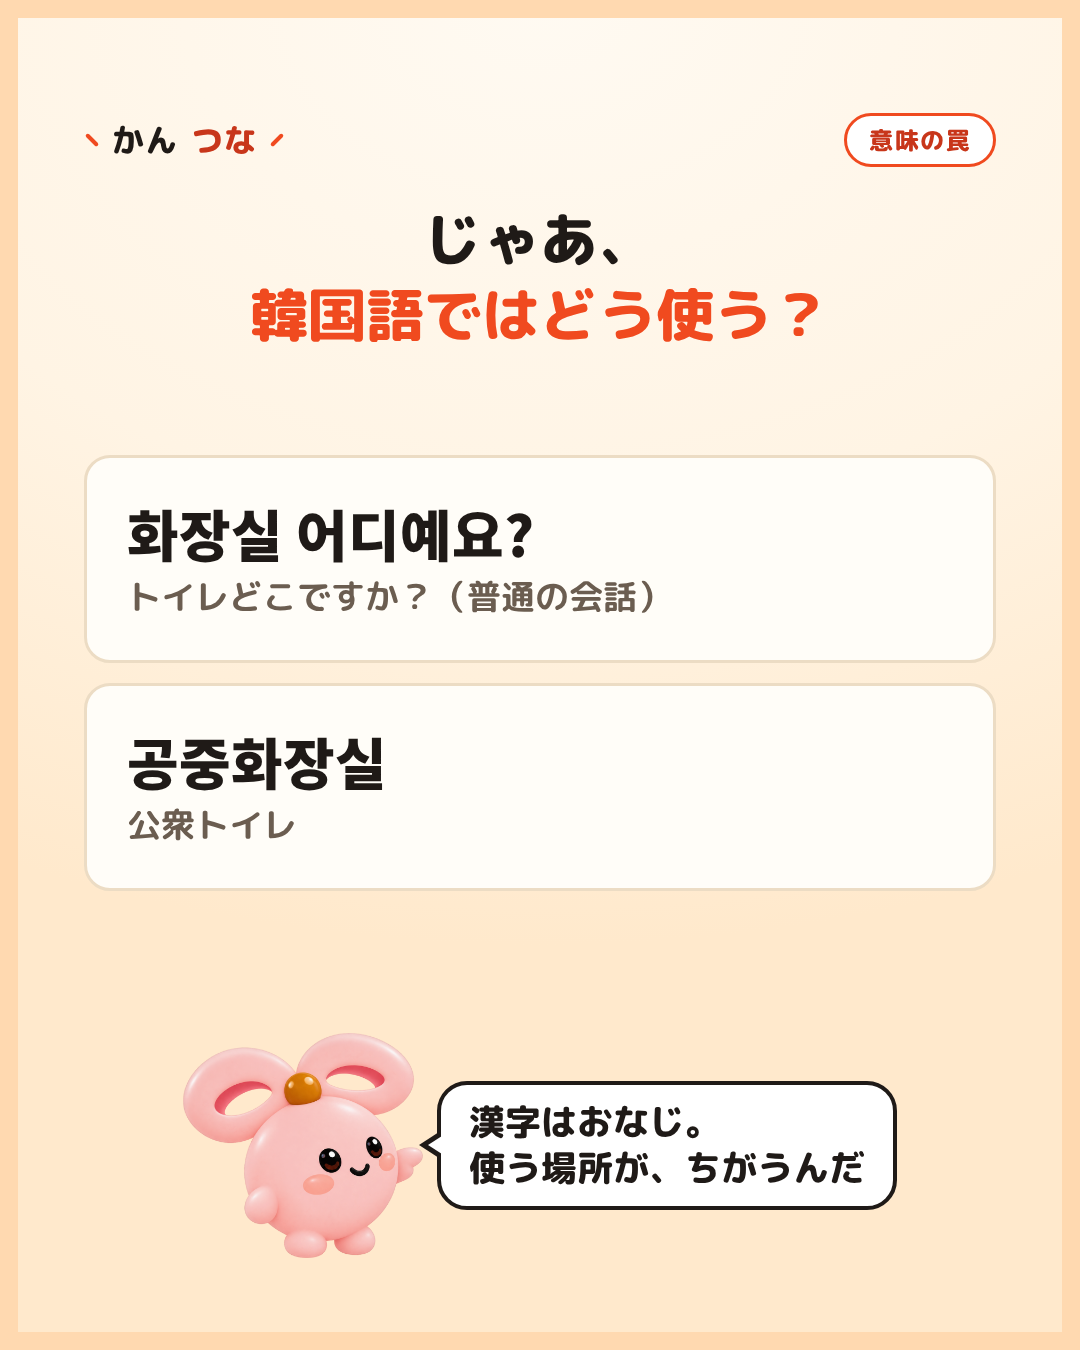 かん つな
意味の罠
じゃあ、
韓国語ではどう使う？
화장실 어디예요?
トイレどこですか？（普通の会話）
공중화장실
公衆トイレ
漢字はおなじ。
使う場所が、ちがうんだ